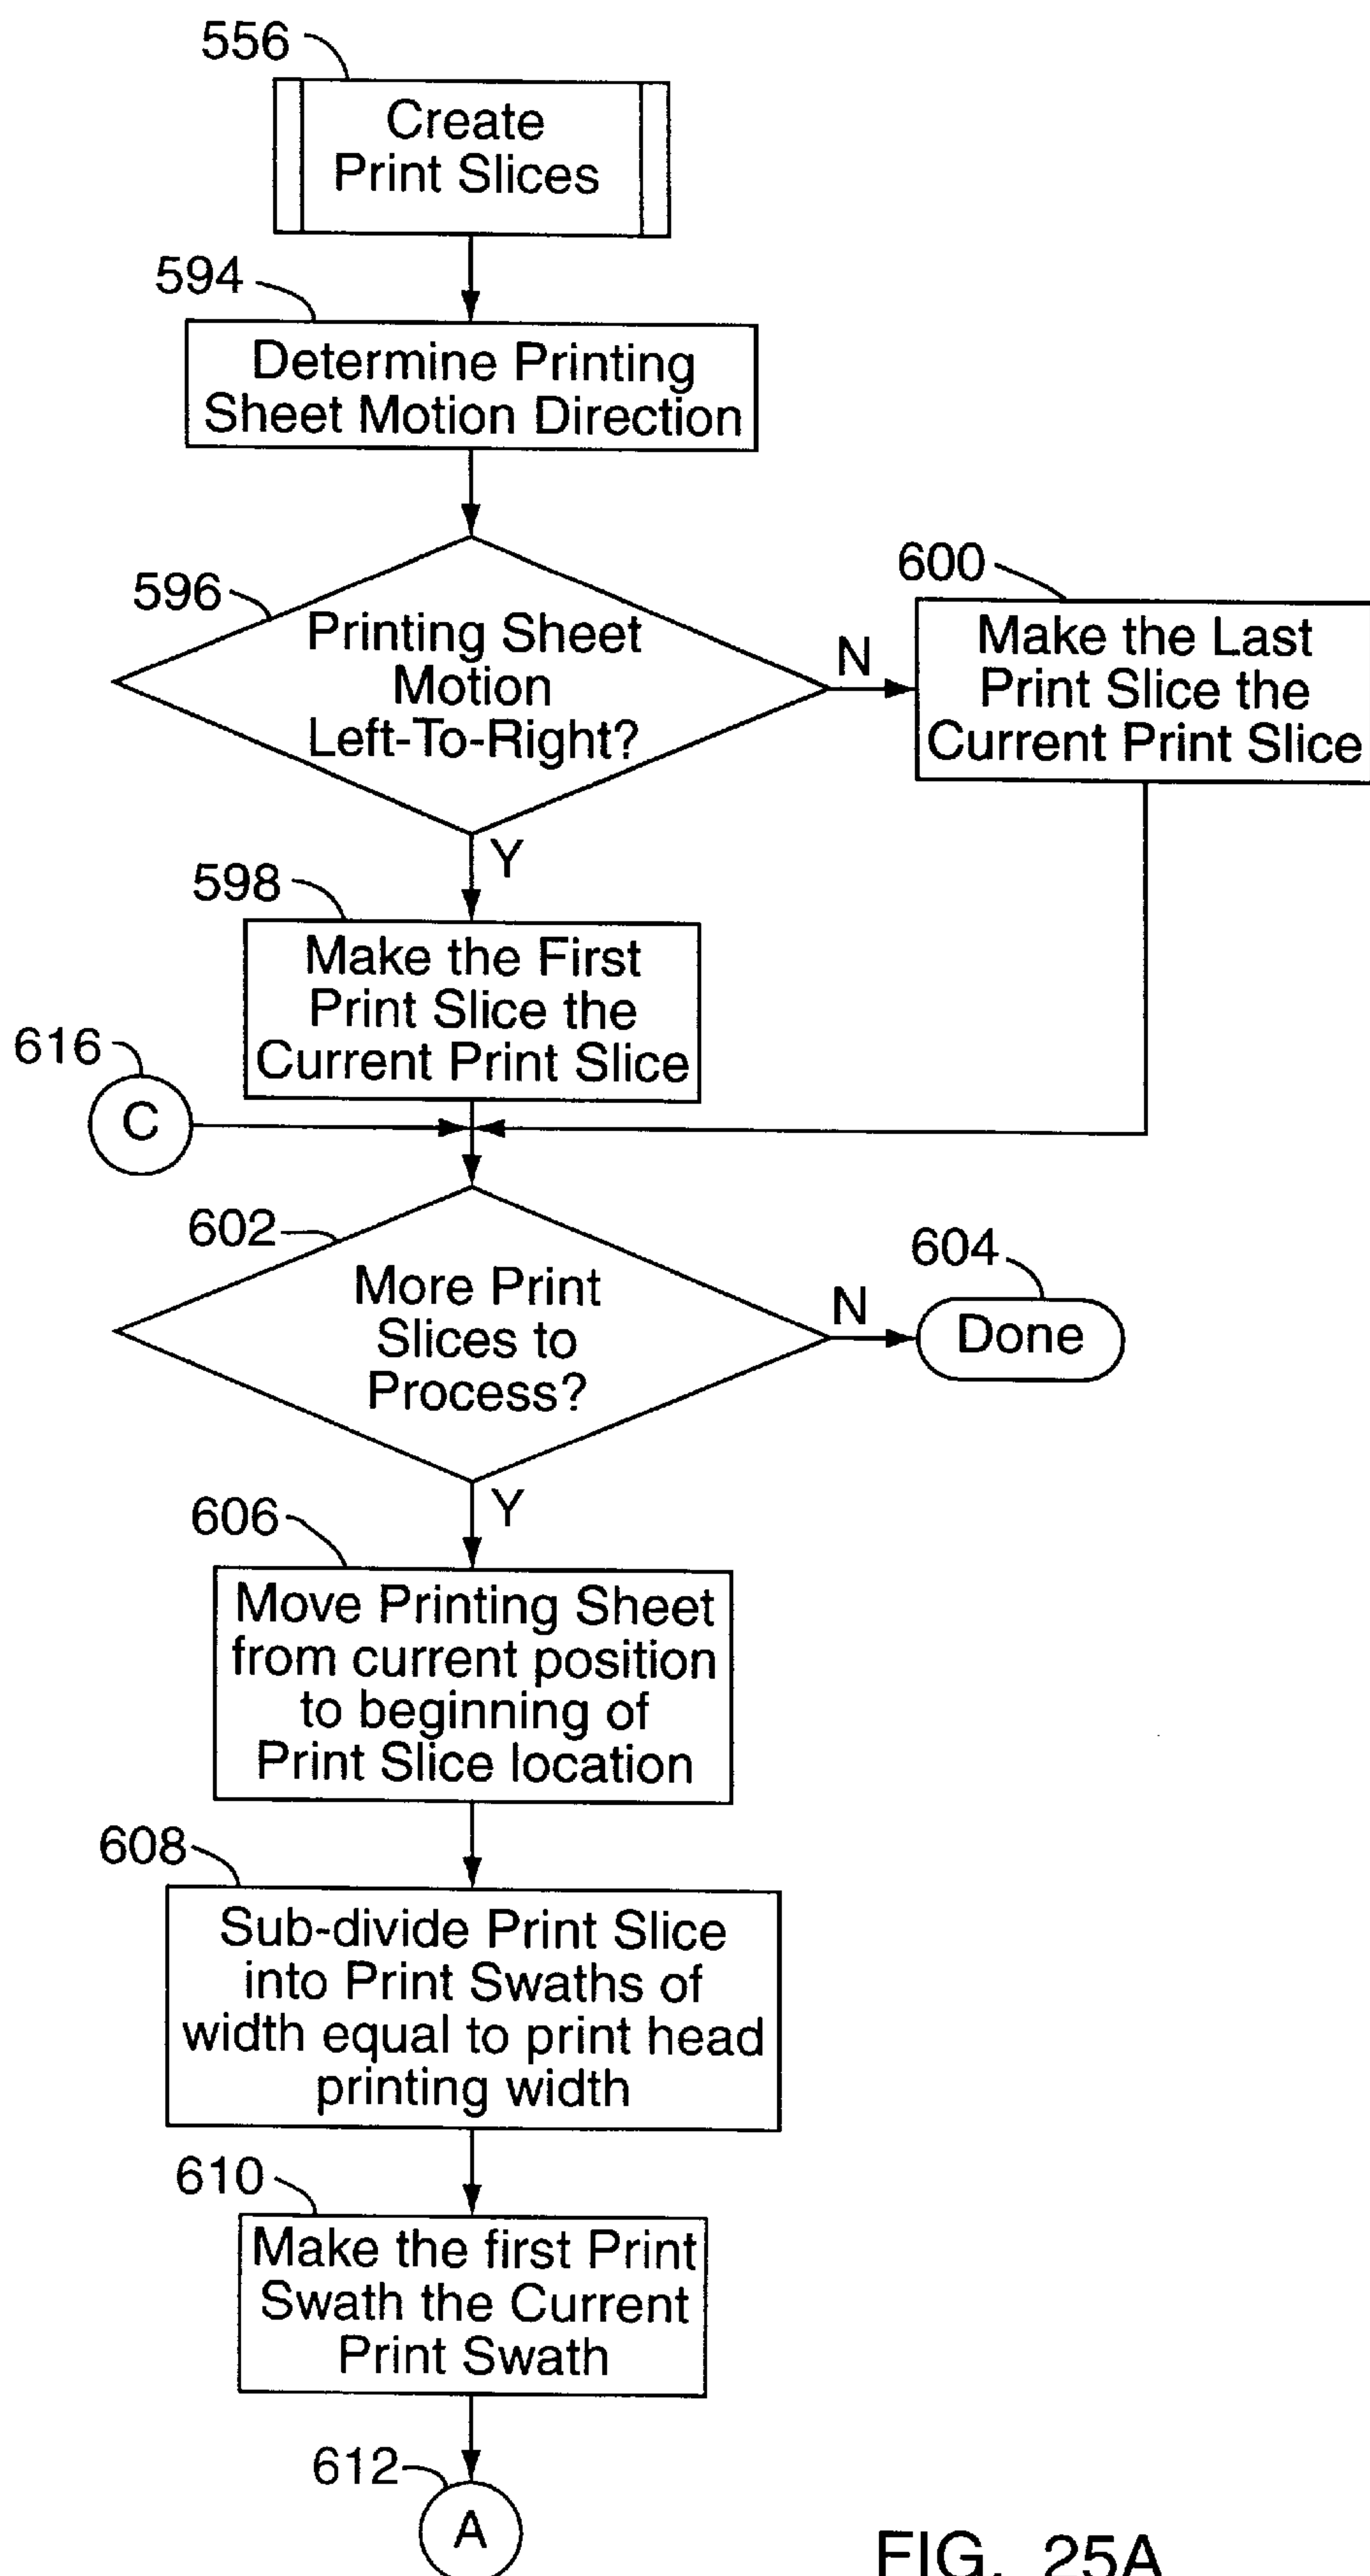 556
Create
Print Slices
594
Determine Printing
Sheet Motion Direction
596
Printing Sheet
Motion
Left-To-Right?
N
600
Make the Last
Print Slice the
Current Print Slice
Y
598
Make the First
Print Slice the
Current Print Slice
616
C
602
More Print
Slices to
Process?
N
604
Done
Y
606
Move Printing Sheet
from current position
to beginning of
Print Slice location
608
Sub-divide Print Slice
into Print Swaths of
width equal to print head
printing width
610
Make the first Print
Swath the Current
Print Swath
612
A
FIG. 25A